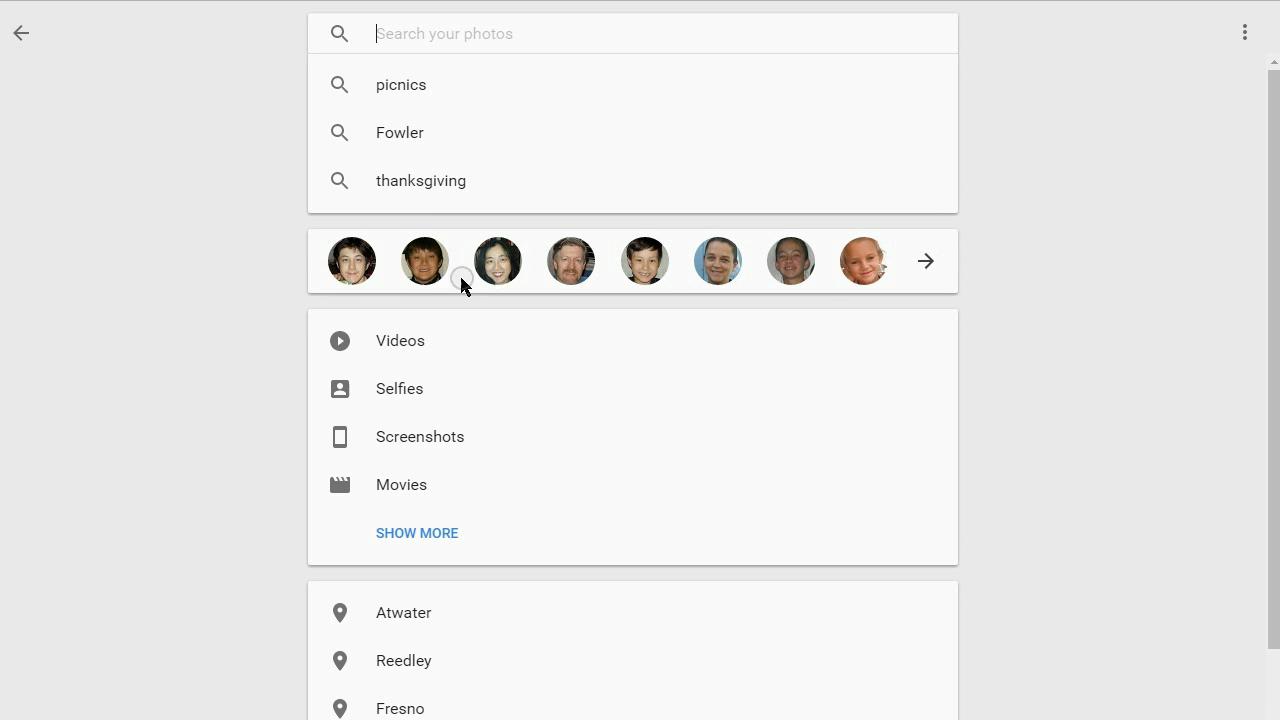 Search your photos
picnics
Fowler
thanksgiving
Videos
Selfies
Screenshots
Movies
SHOW MORE
Atwater
Reedley
Fresno